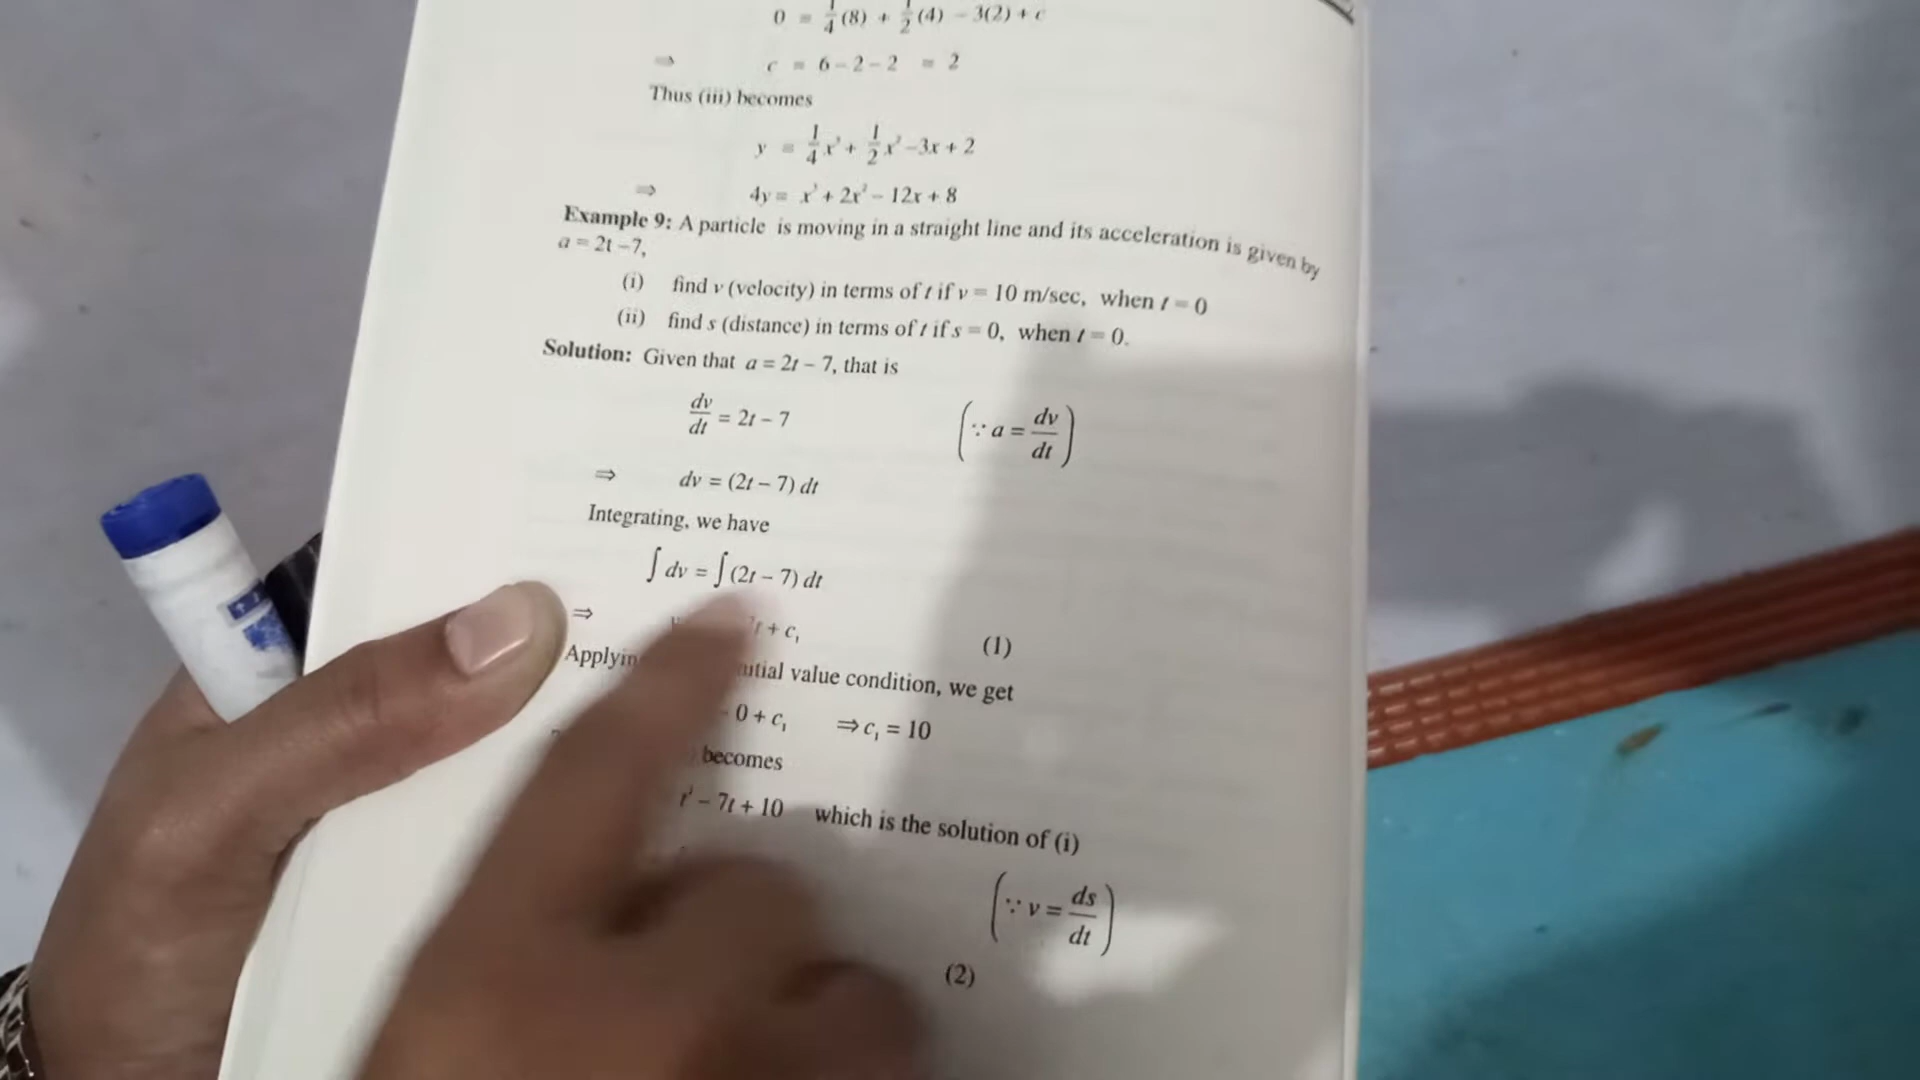 0 = 1/4 (8) + 1/2 (4) − 3(2) + c
⇒ c = 6 − 2 − 2 = 2
Thus (iii) becomes
y = 1/4 x³ + 1/2 x² − 3x + 2
⇒ 4y = x³ + 2x² − 12x + 8
Example 9: A particle is moving in a straight line and its acceleration is given by
a = 2t − 7,
(i) find v (velocity) in terms of t if v = 10 m/sec, when t = 0
(ii) find s (distance) in terms of t if s = 0, when t = 0.
Solution: Given that a = 2t − 7, that is
dv/dt = 2t − 7 (∵ a = dv/dt)
⇒ dv = (2t − 7) dt
Integrating, we have
∫ dv = ∫ (2t − 7) dt
⇒ t + c₁ (1)
value condition, we get
0 + c₁ ⇒ c₁ = 10
becomes
− 7t + 10 which is the solution of (i)
(∵ v = ds/dt)
(2)